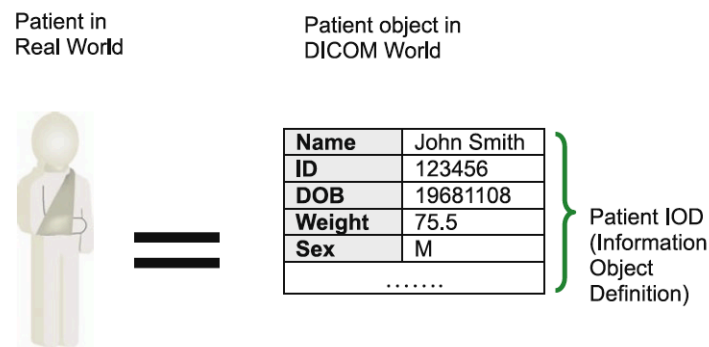 Patient in
Real World
Patient object in
DICOM World
Name John Smith
ID 123456
DOB 19681108
Weight 75.5
Sex M
.......
Patient IOD
(Information
Object
Definition)